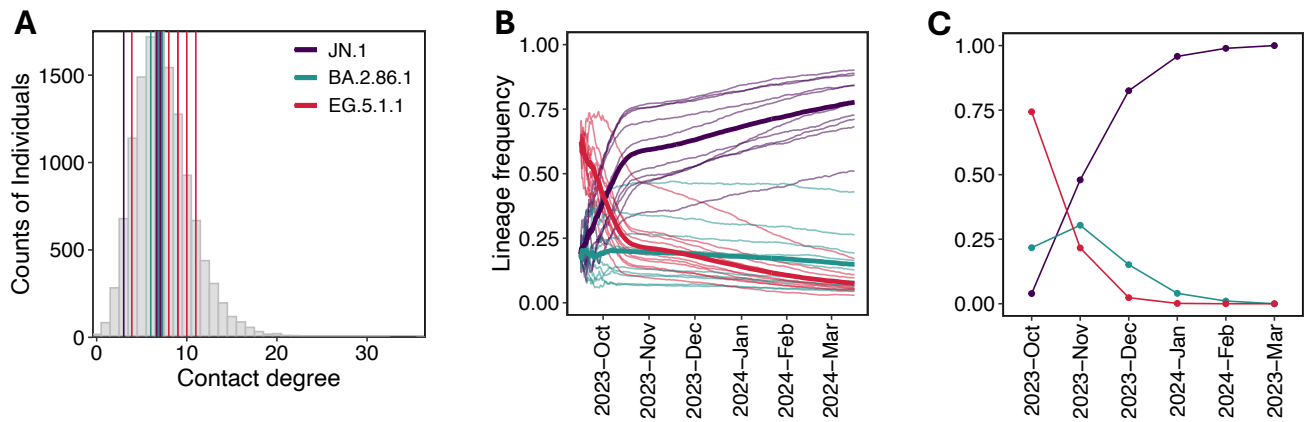 A
Counts of Individuals
1500
1000
500
0
0
10
20
30
Contact degree
JN.1
BA.2.86.1
EG.5.1.1
B
Lineage frequency
1.00
0.75
0.50
0.25
0.00
2023–Oct
2023–Nov
2023–Dec
2024–Jan
2024–Feb
2024–Mar
C
1.00
0.75
0.50
0.25
0.00
2023–Oct
2023–Nov
2023–Dec
2024–Jan
2024–Feb
2023–Mar